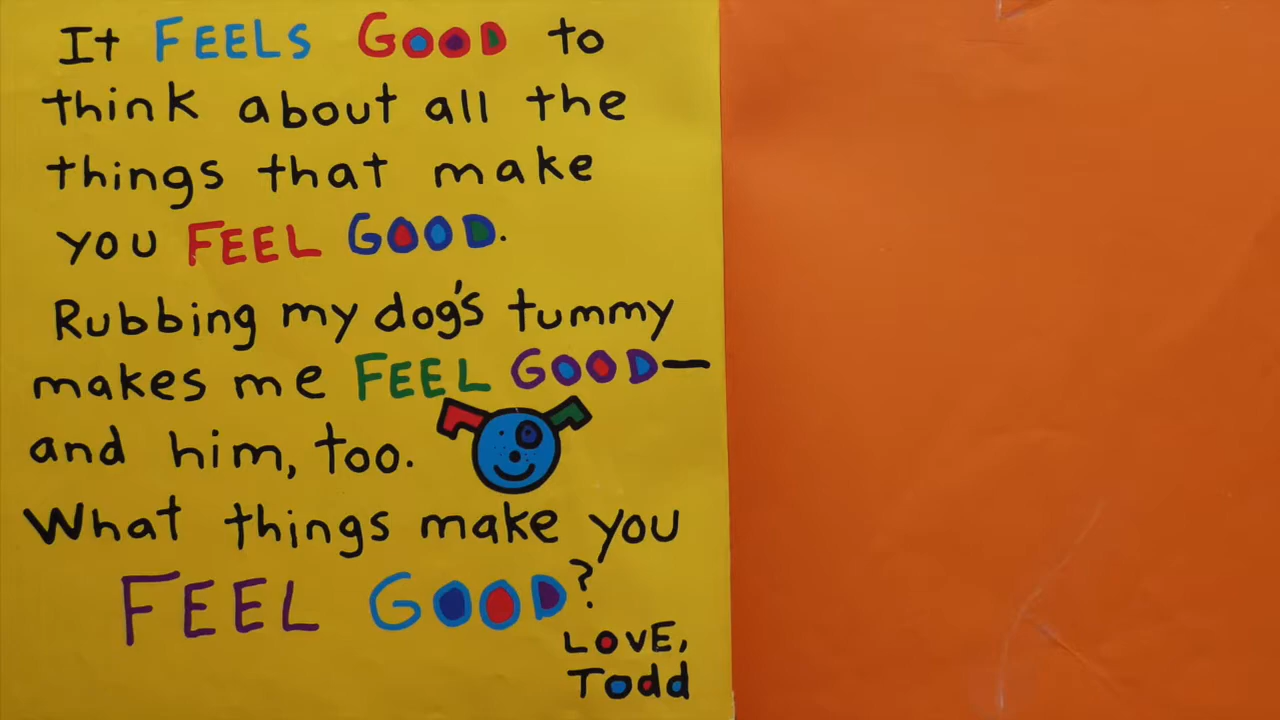 It FEELS GOOD to
think about all the
things that make
you FEEL GOOD.
Rubbing my dog's tummy
makes me FEEL GOOD—
and him, too.
What things make you
FEEL GOOD?
LOVE,
Todd